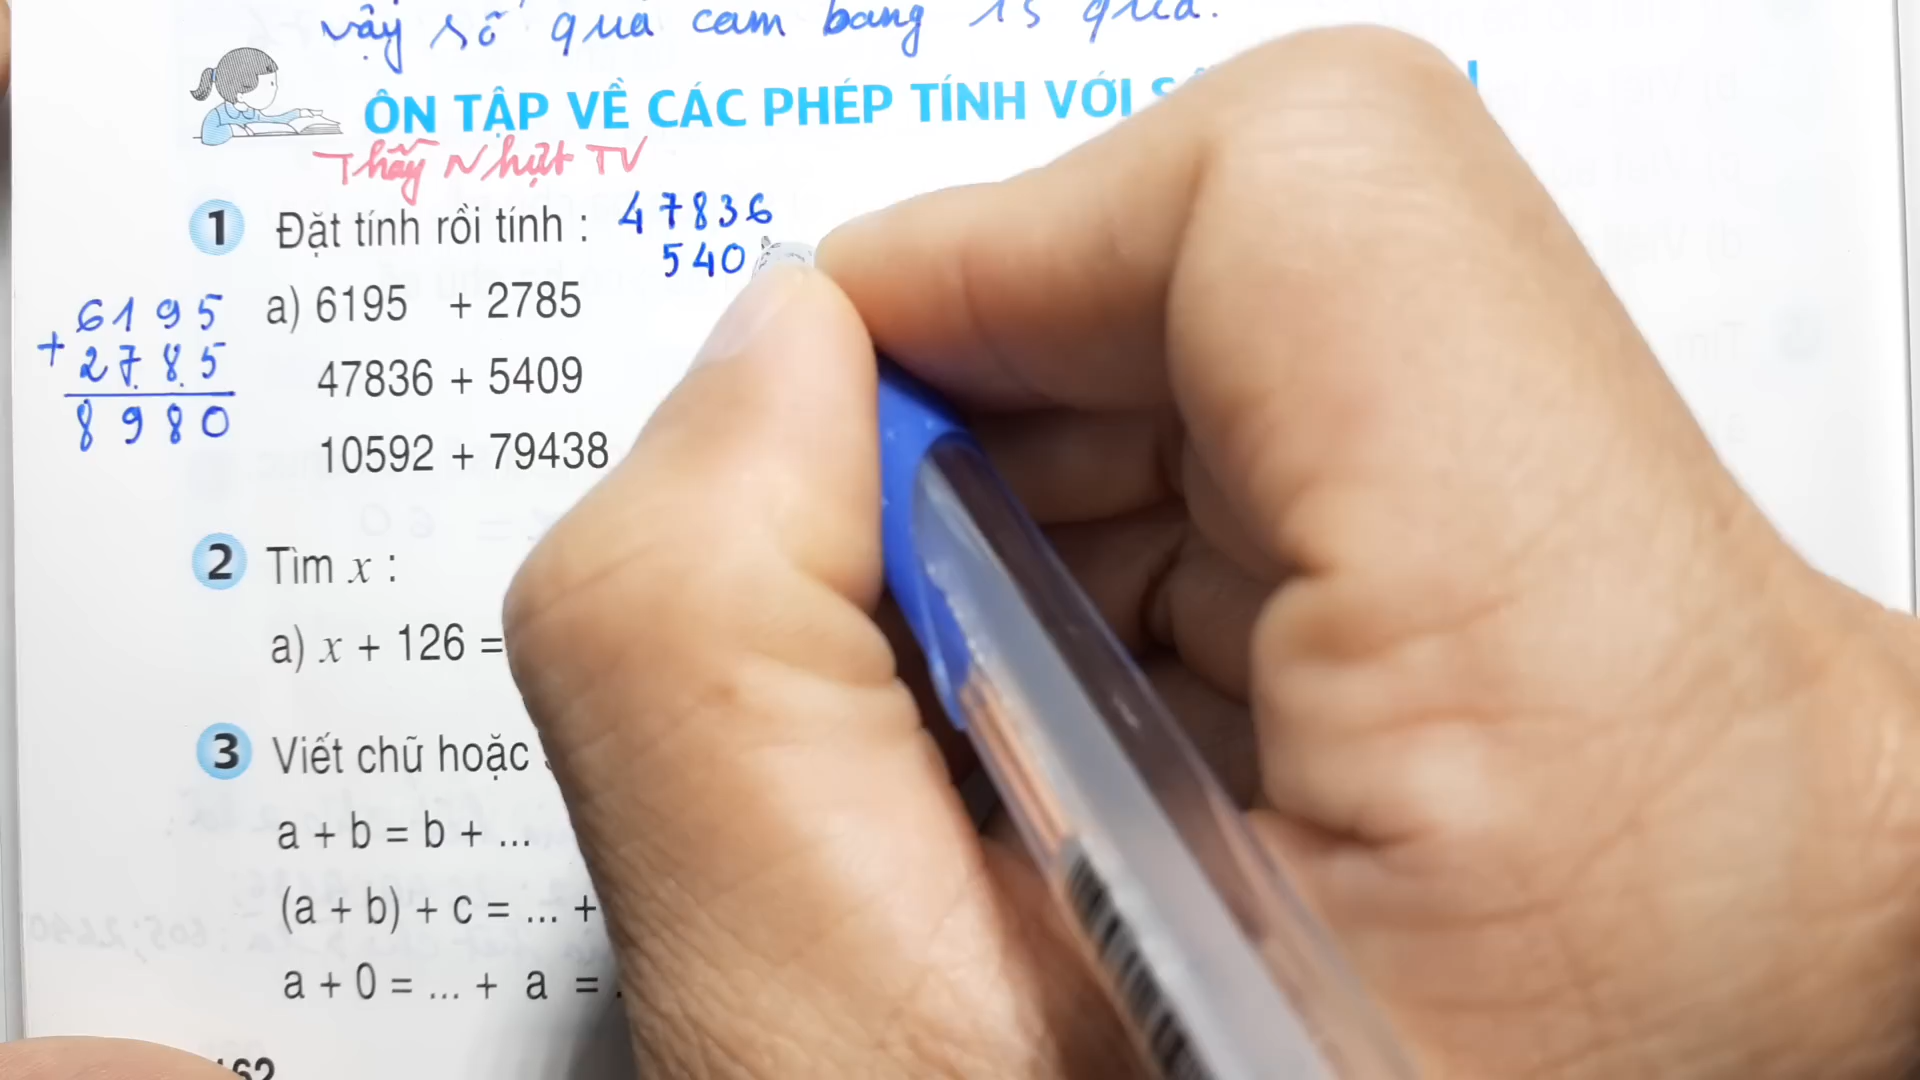 vậy số quả cam bằng 15 quả.
ÔN TẬP VỀ CÁC PHÉP TÍNH VỚI
Thầy Nhựt TV
1 Đặt tính rồi tính :
47836
540
a) 6195 + 2785
47836 + 5409
10592 + 79438
6195
+
2785
8980
2 Tìm x :
a) x + 126 =
3 Viết chữ hoặc
a + b = b + ...
(a + b) + c = ... +
a + 0 = ... + a =
162